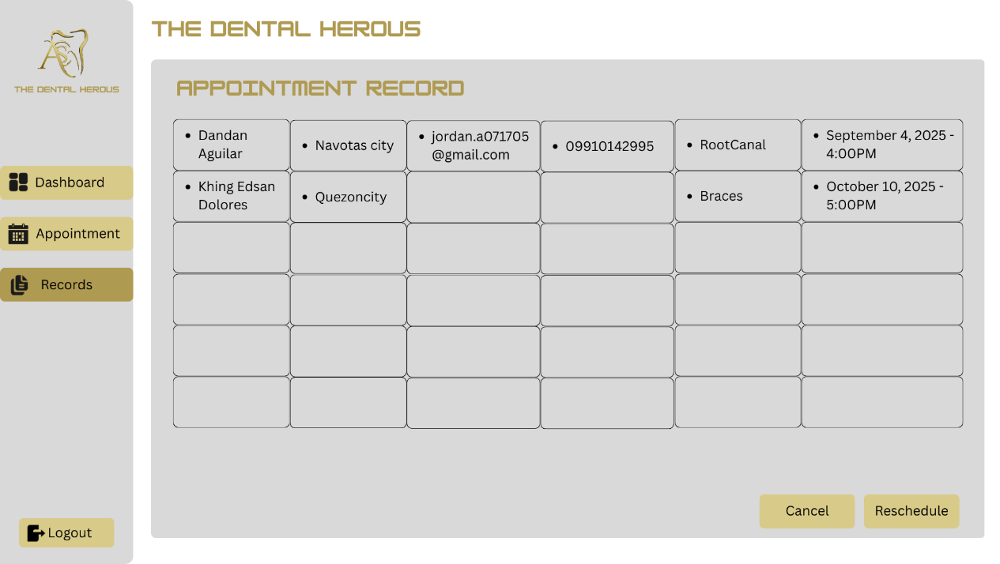 THE DENTAL HEROUS
THE DENTAL HEROUS
APPOINTMENT RECORD
• Dandan
Aguilar
• Navotas city
• jordan.a071705
@gmail.com
• 09910142995
• RootCanal
• September 4, 2025 -
4:00PM
• Khing Edsan
Dolores
• Quezoncity
• Braces
• October 10, 2025 -
5:00PM
Dashboard
Appointment
Records
Logout
Cancel
Reschedule